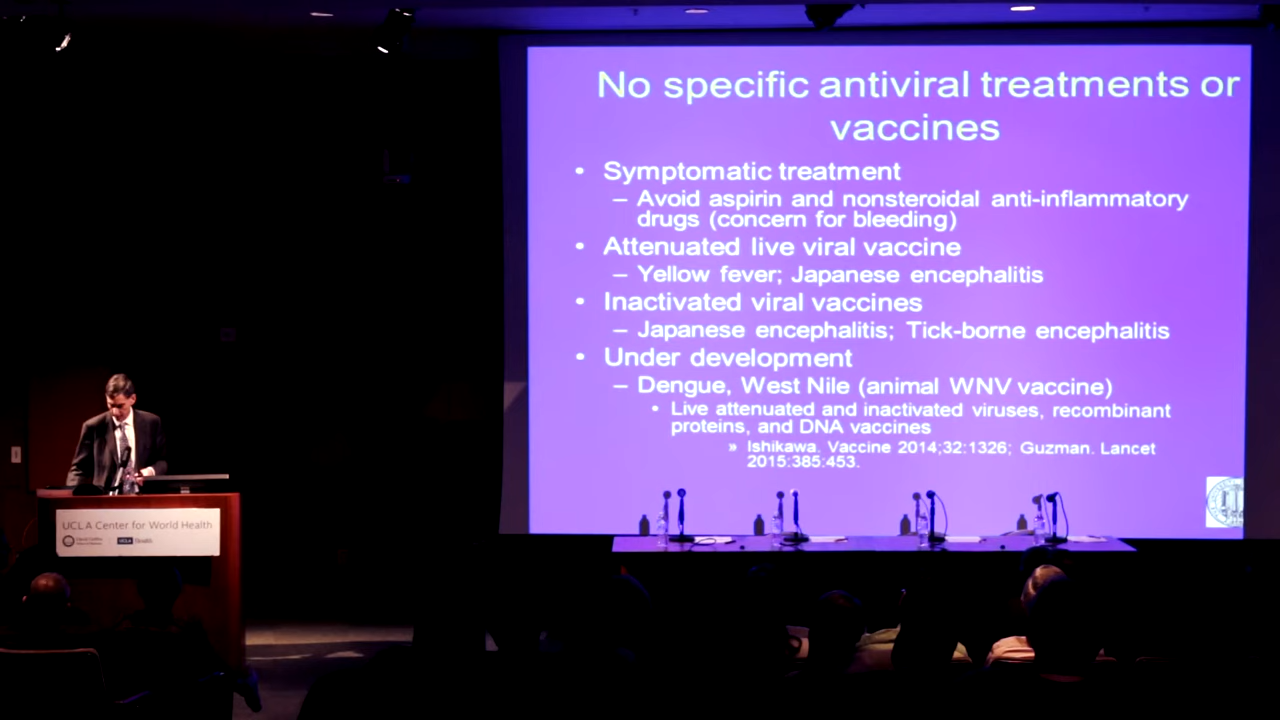 No specific antiviral treatments or
vaccines
• Symptomatic treatment
– Avoid aspirin and nonsteroidal anti-inflammatory
drugs (concern for bleeding)
• Attenuated live viral vaccine
– Yellow fever; Japanese encephalitis
• Inactivated viral vaccines
– Japanese encephalitis; Tick-borne encephalitis
• Under development
– Dengue, West Nile (animal WNV vaccine)
• Live attenuated and inactivated viruses, recombinant
proteins, and DNA vaccines
» Ishikawa. Vaccine 2014;32:1326; Guzman. Lancet
2015:385:453.
UCLA Center for World Health
UCLA Health